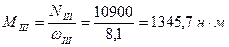 M_III = N_III / ω_III = 10900 / 8,1 = 1345,7 н · м